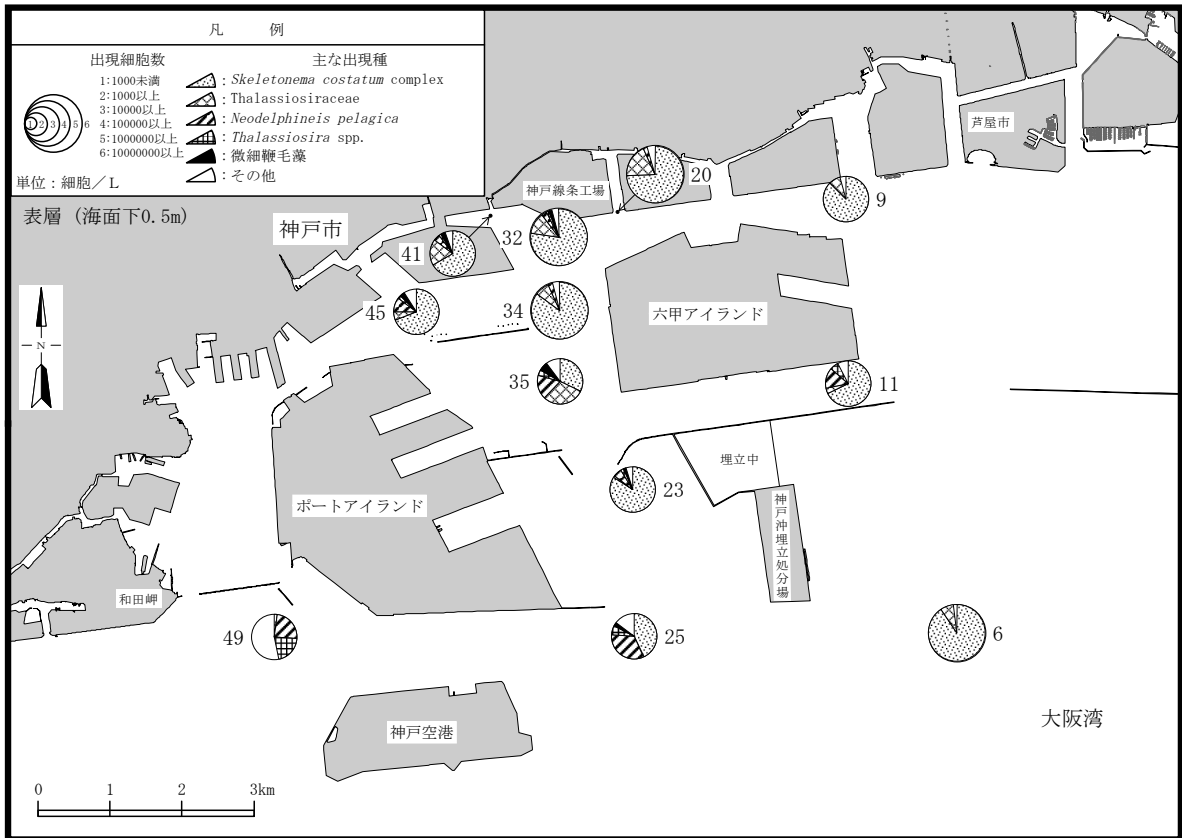 凡 例
出現細胞数
主な出現種
1:1000未満
2:1000以上
3:10000以上
4:100000以上
5:1000000以上
6:10000000以上
1 2 3 4 5 6
: Skeletonema costatum complex
: Thalassiosiraceae
: Neodelphineis pelagica
: Thalassiosira spp.
: 微細鞭毛藻
: その他
単位：細胞／L
表層（海面下0.5m）
芦屋市
神戸線条工場
20
9
神戸市
32
41
45
34
六甲アイランド
N
35
11
埋立中
23
ポートアイランド
神戸沖埋立処分場
和田岬
49
25
6
大阪湾
神戸空港
0 1 2 3km